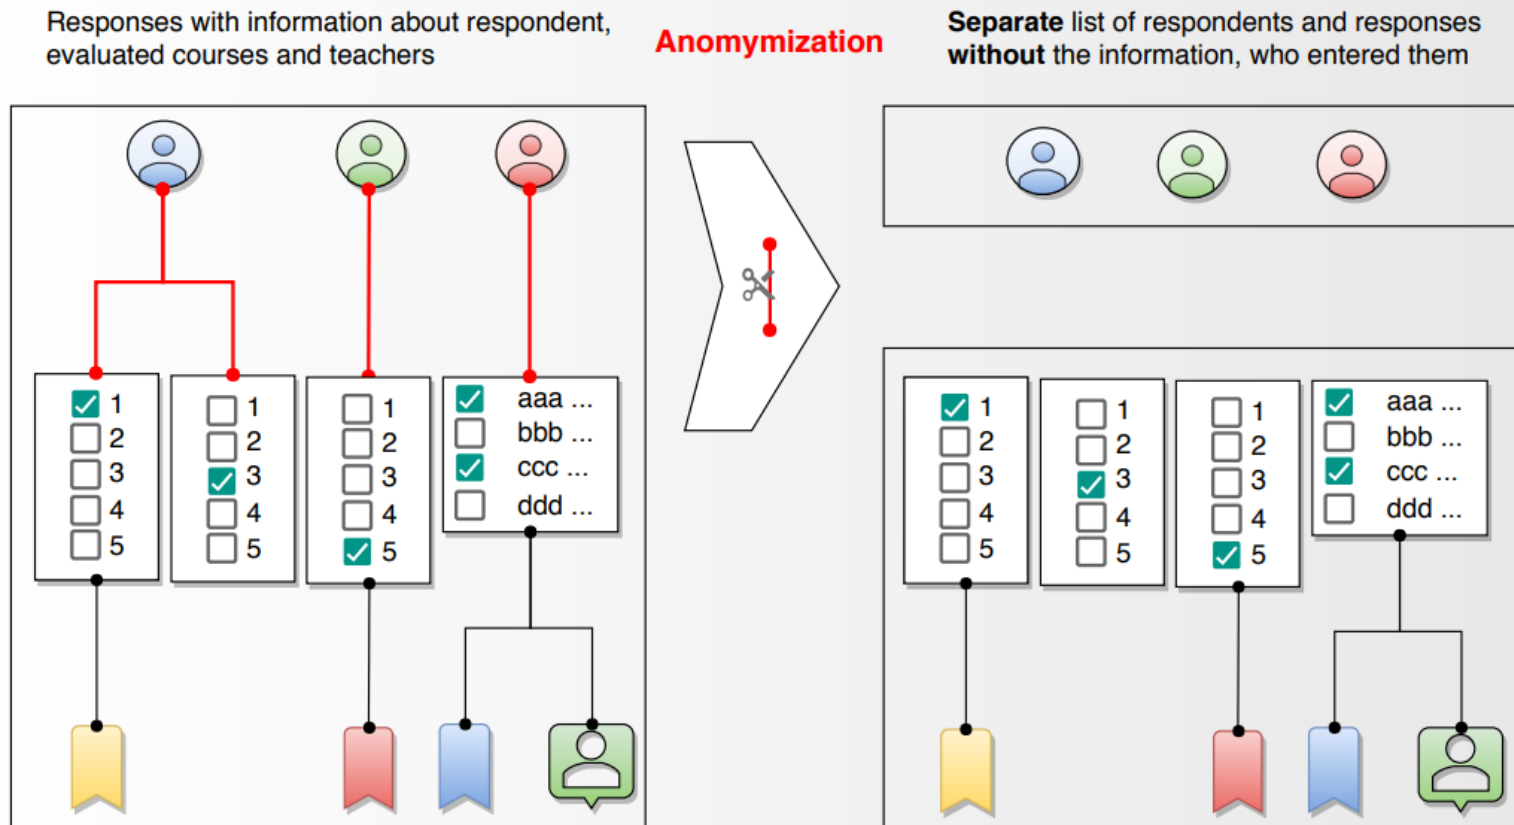 Responses with information about respondent,
evaluated courses and teachers
Anomymization
Separate list of respondents and responses
without the information, who entered them
1
2
3
4
5
1
2
3
4
5
1
2
3
4
5
aaa ...
bbb ...
ccc ...
ddd ...
1
2
3
4
5
1
2
3
4
5
1
2
3
4
5
aaa ...
bbb ...
ccc ...
ddd ...